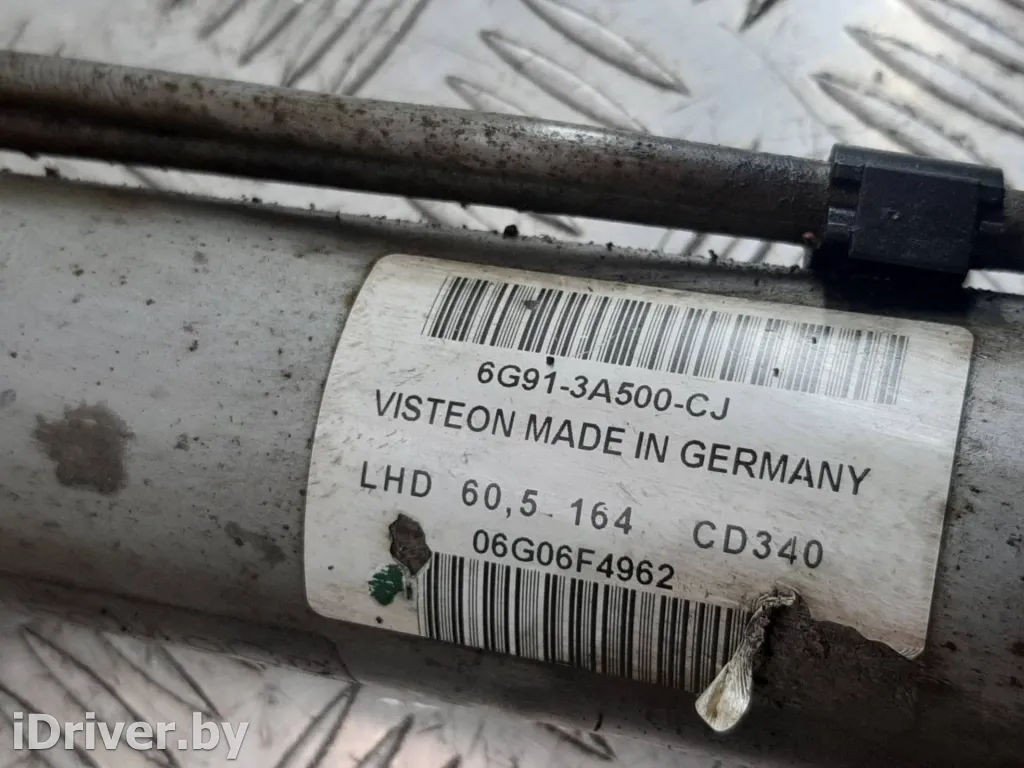 6G91-3A500-CJ
VISTEON MADE IN GERMANY
LHD 60,5 164 CD340
06G06F4962
iDriver.by